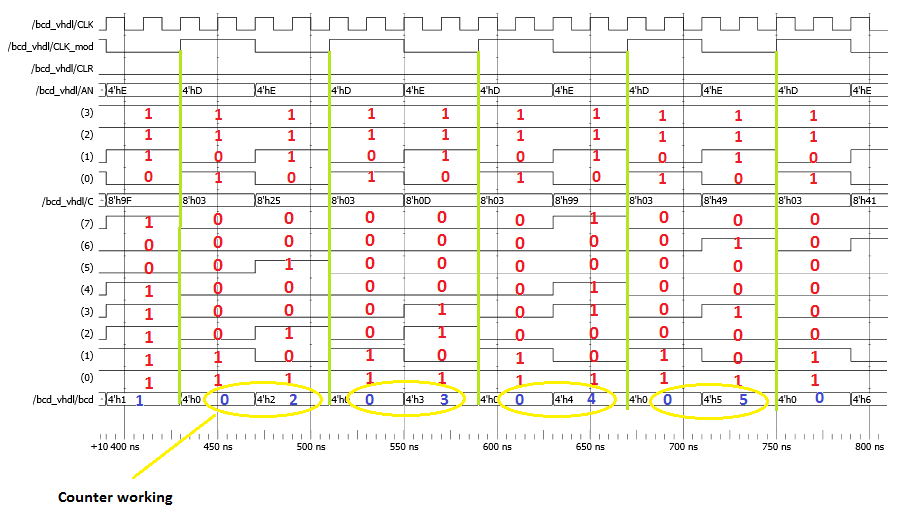 /bcd_vhdl/CLK
/bcd_vhdl/CLK_mod
/bcd_vhdl/CLR
/bcd_vhdl/AN 4'hE 4'hD 4'hE 4'hD 4'hE 4'hD 4'hE 4'hD 4'hE 4'hD 4'hE
(3) 1 1 1 1 1 1 1 1 1 1
(2) 1 1 1 1 1 1 1 1 1 1
(1) 1 0 1 0 1 0 1 0 1 0
(0) 0 1 0 1 0 1 0 1 0 1
/bcd_vhdl/C 8'h9F 8'h03 8'h25 8'h03 8'h0D 8'h03 8'h99 8'h03 8'h49 8'h03 8'h41
(7) 1 0 0 0 0 0 1 0 0 0
(6) 0 0 0 0 0 0 0 0 1 0
(5) 0 0 1 0 0 0 0 0 0 0
(4) 1 0 0 0 0 0 1 0 0 0
(3) 1 0 0 0 1 0 1 0 1 0
(2) 1 0 1 0 1 0 0 0 0 0
(1) 1 1 0 1 0 1 0 1 0 1
(0) 1 1 1 1 1 1 1 1 1 1
/bcd_vhdl/bcd 4'h1 1 4'h0 0 4'h2 2 4'h0 0 4'h3 3 4'h0 0 4'h4 4 4'h0 0 4'h5 5 4'h0 0 4'h6
+10 400 ns 450 ns 500 ns 550 ns 600 ns 650 ns 700 ns 750 ns 800 ns
Counter working